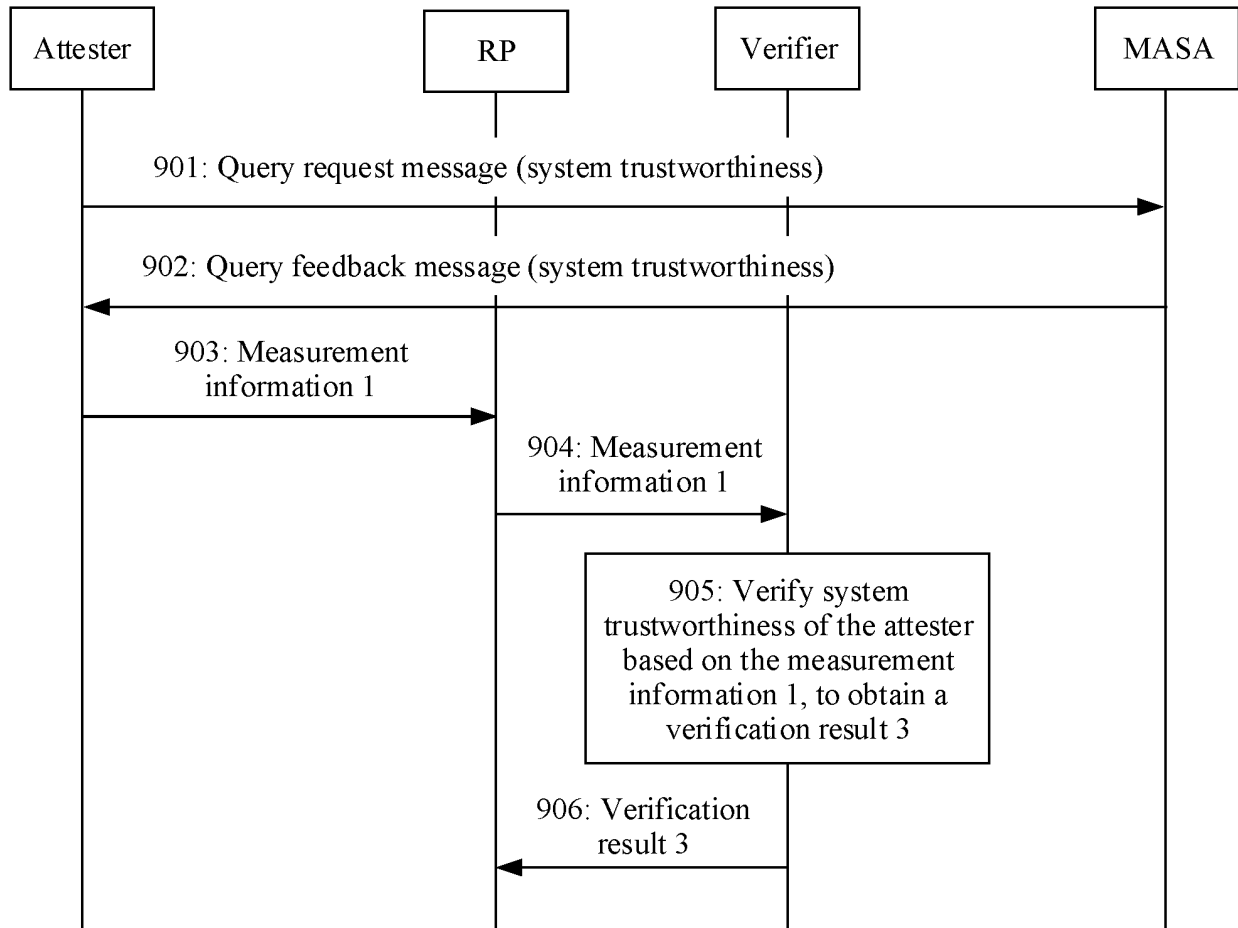 Attester
RP
Verifier
MASA
901: Query request message (system trustworthiness)
902: Query feedback message (system trustworthiness)
903: Measurement
information 1
904: Measurement
information 1
905: Verify system
trustworthiness of the attester
based on the measurement
information 1, to obtain a
verification result 3
906: Verification
result 3